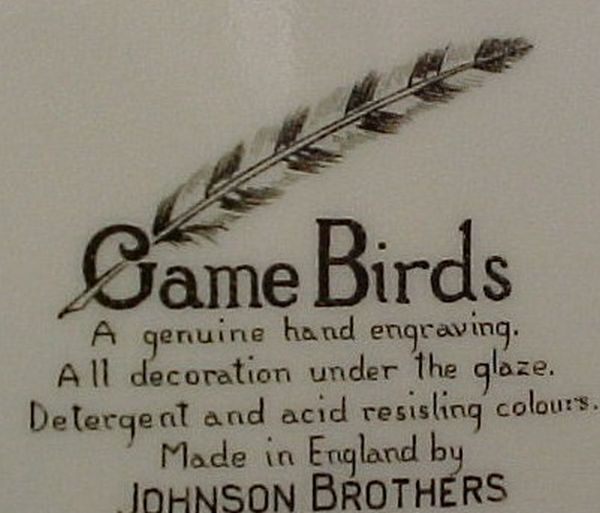 Game Birds
A genuine hand engraving.
All decoration under the glaze.
Detergent and acid resisting colours.
Made in England by
JOHNSON BROTHERS